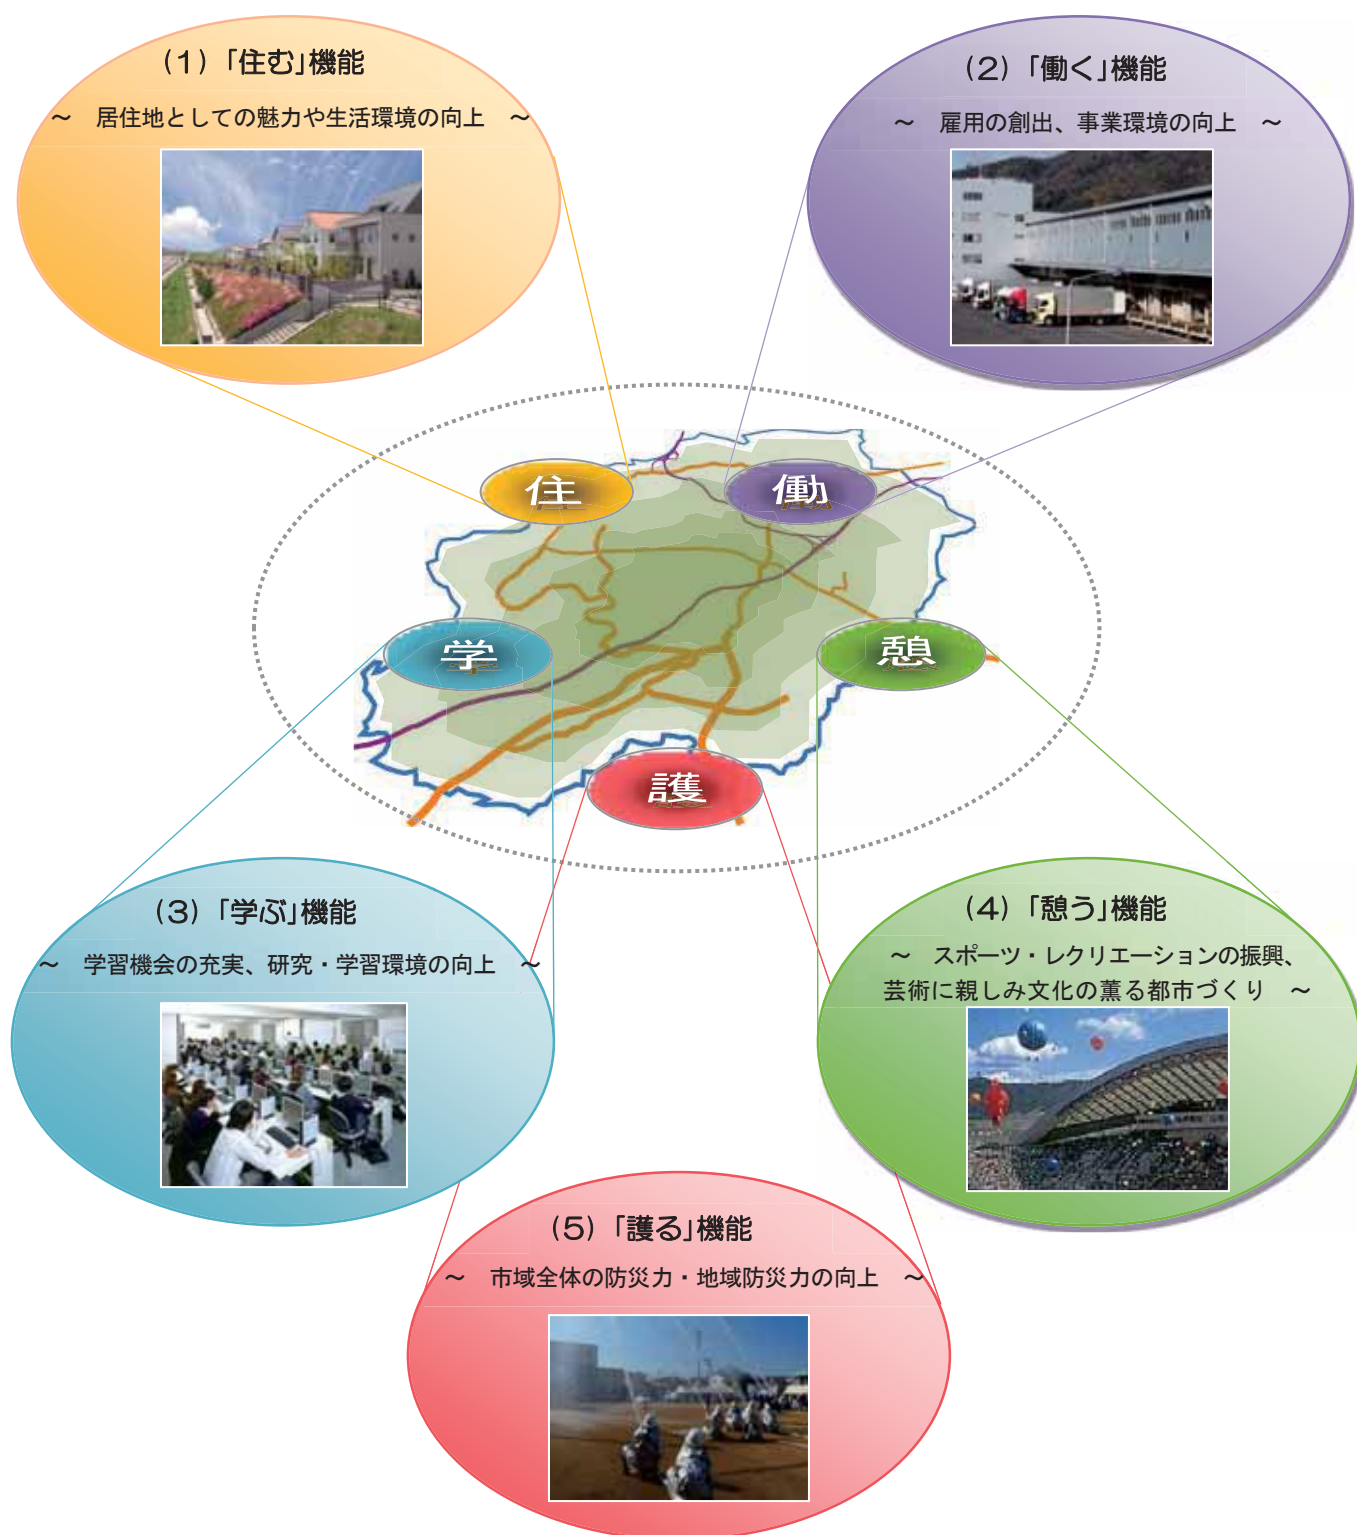 (1)「住む」機能
～　居住地としての魅力や生活環境の向上　～
(2)「働く」機能
～　雇用の創出、事業環境の向上　～
住
働
学
憩
護
(3)「学ぶ」機能
～　学習機会の充実、研究・学習環境の向上　～
(4)「憩う」機能
～　スポーツ・レクリエーションの振興、
芸術に親しみ文化の薫る都市づくり　～
(5)「護る」機能
～　市域全体の防災力・地域防災力の向上　～